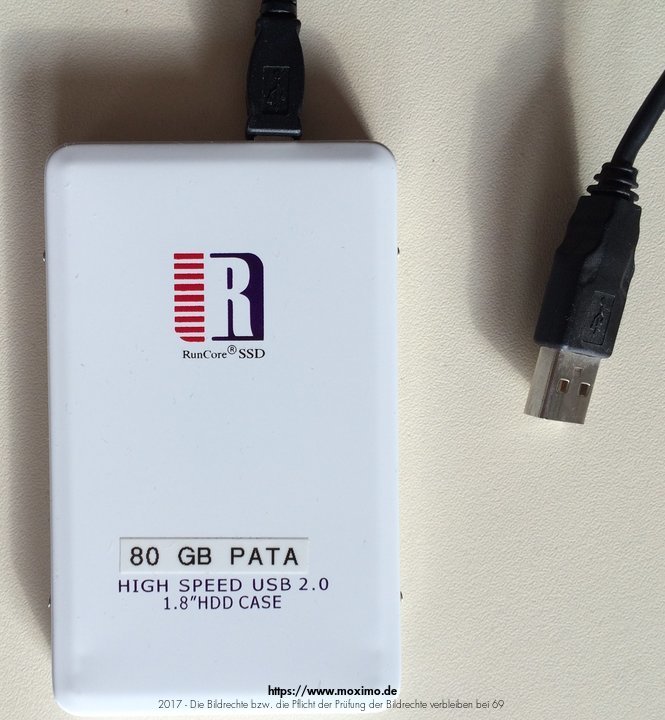 R
RunCore® SSD
80 GB PATA
HIGH SPEED USB 2.0
1.8"HDD CASE
https://www.moximo.de
2017 - Die Bildrechte bzw. die Pflicht der Prüfung der Bildrechte verbleiben bei 69